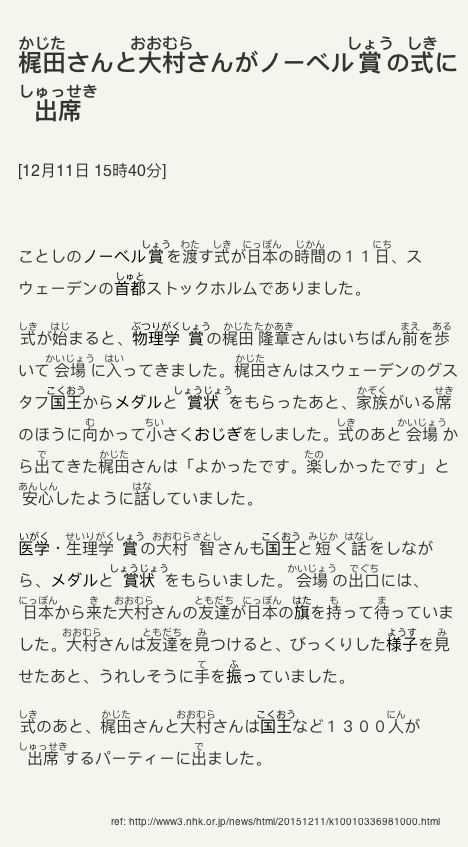 梶田さんと大村さんがノーベル賞の式に
出席
[12月11日 15時40分]
ことしのノーベル賞を渡す式が日本の時間の１１日、ス
ウェーデンの首都ストックホルムでありました。
式が始まると、物理学賞の梶田隆章さんはいちばん前を歩
いて会場に入ってきました。梶田さんはスウェーデンのグス
タフ国王からメダルと賞状をもらったあと、家族がいる席
のほうに向かって小さくおじぎをしました。式のあと会場か
ら出てきた梶田さんは「よかったです。楽しかったです」と
安心したように話していました。
医学・生理学賞の大村智さんも国王と短く話をしなが
ら、メダルと賞状をもらいました。会場の出口には、
日本から来た大村さんの友達が日本の旗を持って待っていま
した。大村さんは友達を見つけると、びっくりした様子を見
せたあと、うれしそうに手を振っていました。
式のあと、梶田さんと大村さんは国王など１３００人が
出席するパーティーに出ました。
ref: http://www3.nhk.or.jp/news/html/20151211/k10010336981000.html